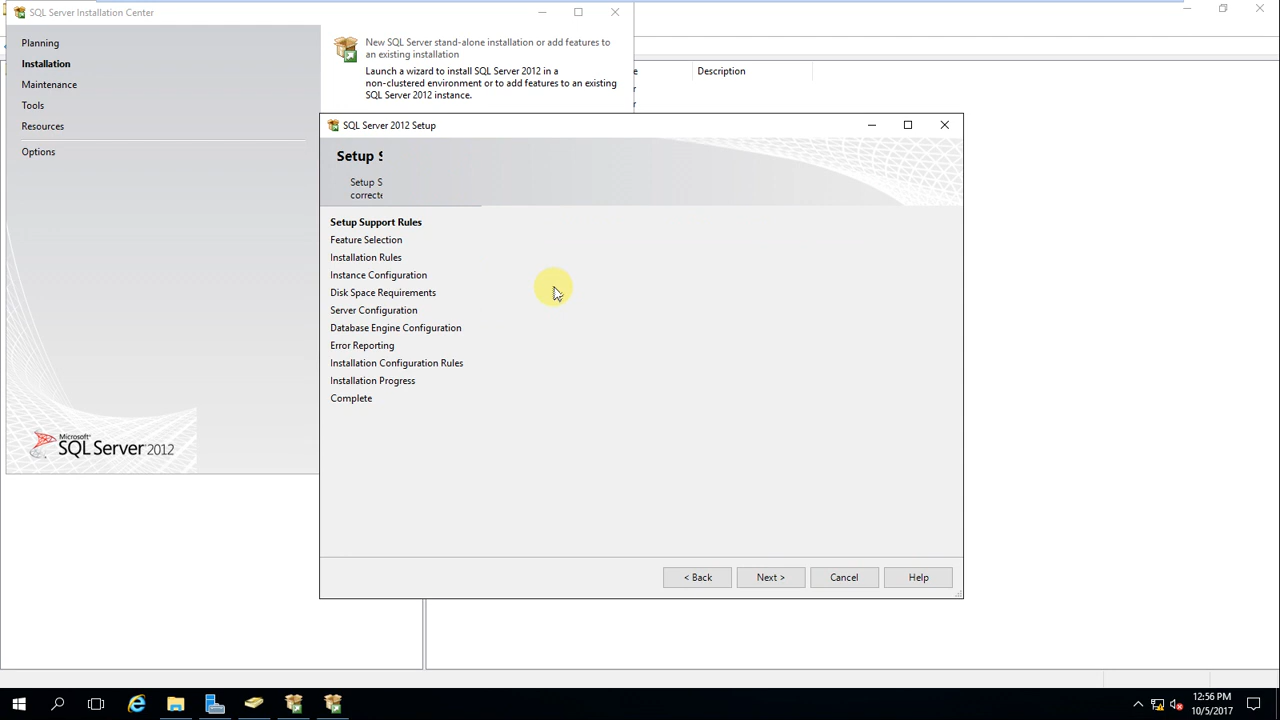 SQL Server Installation Center
Planning
Installation
Maintenance
Tools
Resources
Options
New SQL Server stand-alone installation or add features to
an existing installation
Launch a wizard to install SQL Server 2012 in a
non-clustered environment or to add features to an existing
SQL Server 2012 instance.
Description
SQL Server 2012 Setup
Setup S
Setup S
correcte
Setup Support Rules
Feature Selection
Installation Rules
Instance Configuration
Disk Space Requirements
Server Configuration
Database Engine Configuration
Error Reporting
Installation Configuration Rules
Installation Progress
Complete
< Back
Next >
Cancel
Help
Microsoft
SQL Server 2012
12:56 PM
10/5/2017